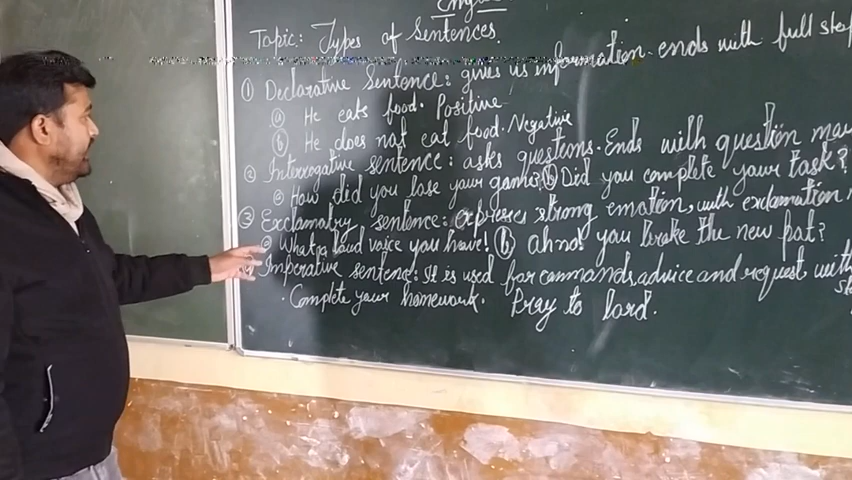 English
Topic: Types of Sentences.
① Declarative Sentence: gives us information. ends with full stop
ⓐ He eats food. Positive
ⓑ He does not eat food. Negative
② Interrogative sentence: asks questions. Ends with question
ⓐ How did you lose your game? ⓑ Did you complete your task?
③ Exclamatry sentence: expresses strong emotion, with exclamation
ⓐ What a loud voice you have! ⓑ ah no! you broke the new pot?
Imperative sentence: It is used for commands, advice and request, with
· Complete your homework. Pray to lord.